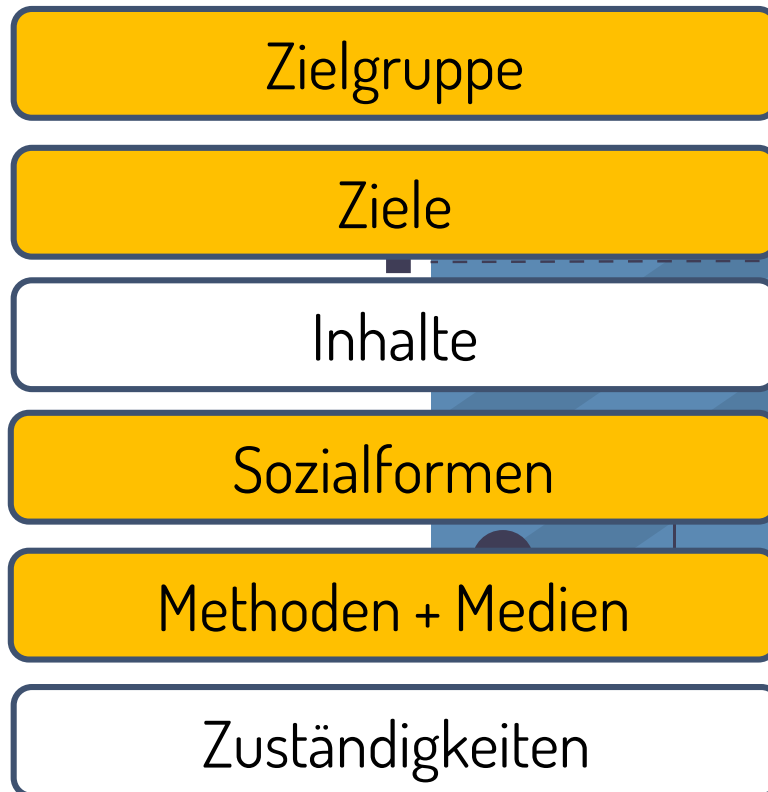 Zielgruppe
Ziele
Inhalte
Sozialformen
Methoden + Medien
Zuständigkeiten